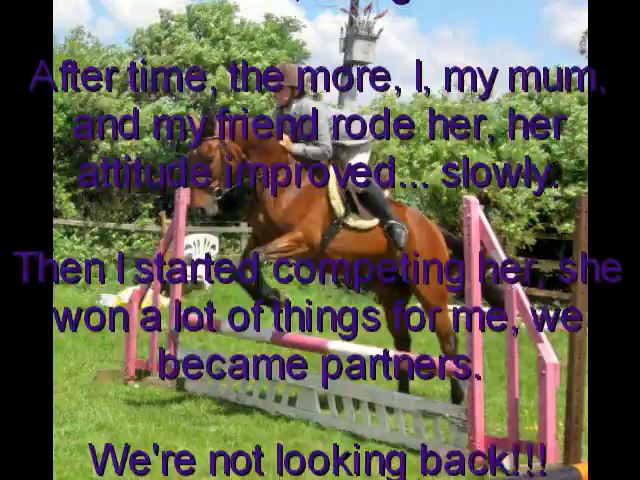 After time, the more, I, my mum,
and my friend rode her, her
attitude improved... slowly.
Then I started competing her, she
won a lot of things for me, we
became partners.
We're not looking back!!!